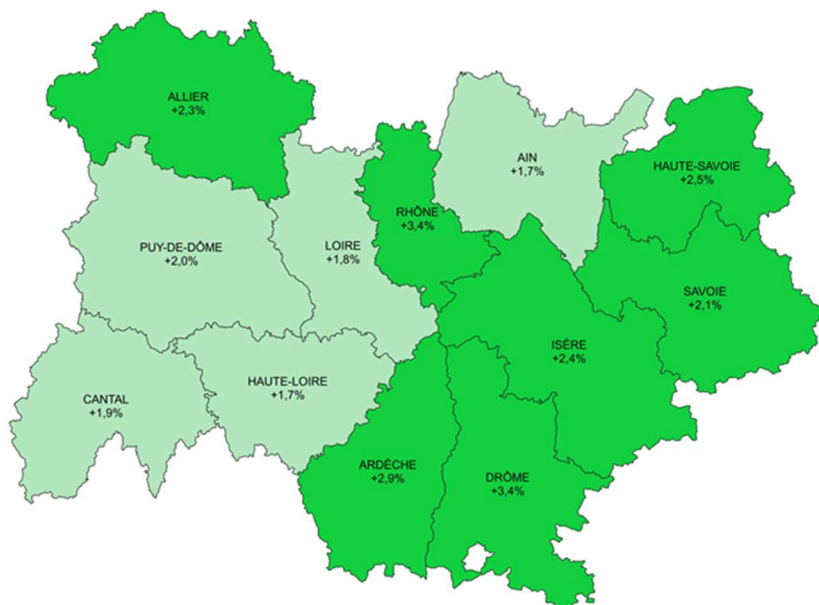 ALLIER
+2,3%
AIN
+1,7%
HAUTE-SAVOIE
+2,5%
RHÔNE
+3,4%
PUY-DE-DÔME
+2,0%
LOIRE
+1,8%
SAVOIE
+2,1%
ISÈRE
+2,4%
HAUTE-LOIRE
+1,7%
CANTAL
+1,9%
ARDÈCHE
+2,9%
DRÔME
+3,4%